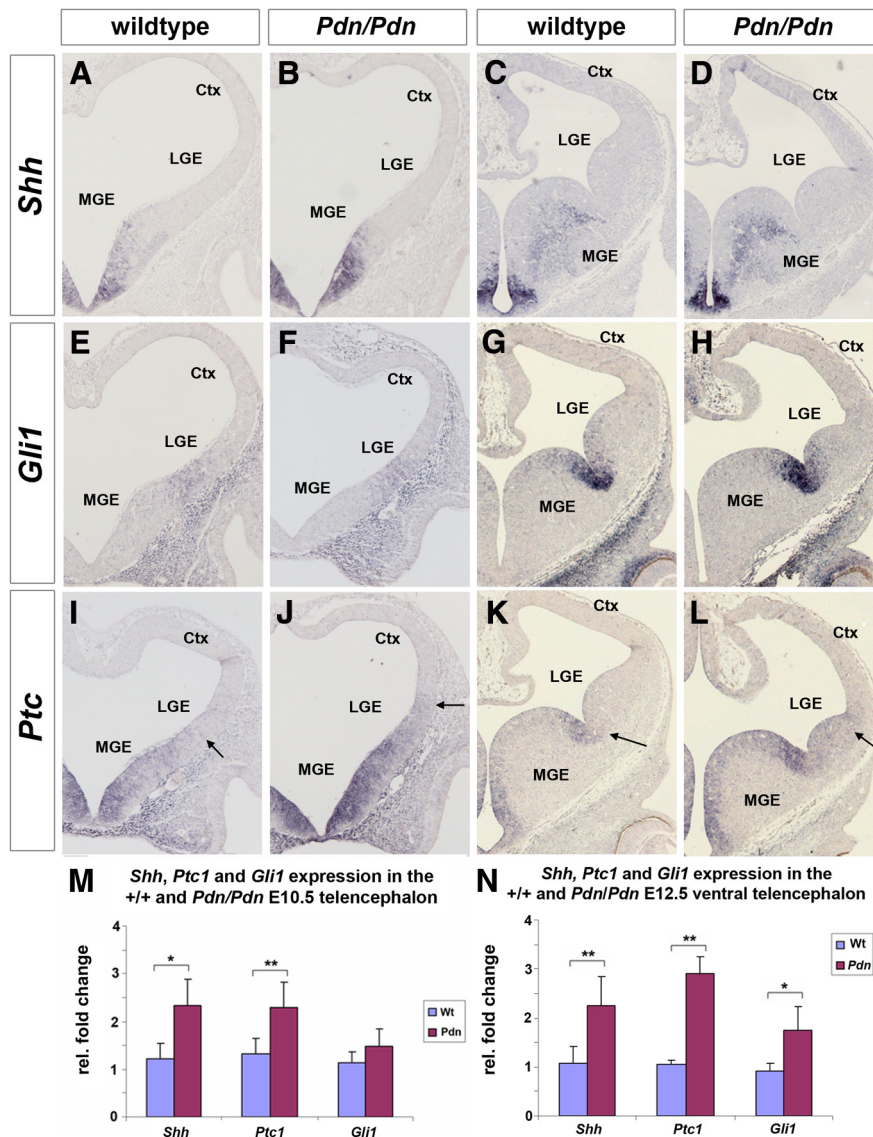 wildtype Pdn/Pdn wildtype Pdn/Pdn
Shh
A Ctx LGE MGE
B Ctx LGE MGE
C Ctx LGE MGE
D Ctx LGE MGE
Gli1
E Ctx LGE MGE
F Ctx LGE MGE
G Ctx LGE MGE
H Ctx LGE MGE
Ptc
I Ctx LGE MGE
J Ctx LGE MGE
K Ctx LGE MGE
L Ctx LGE MGE
M Shh, Ptc1 and Gli1 expression in the
+/+ and Pdn/Pdn E10.5 telencephalon
rel. fold change
4
3
2
1
0
* **
Wt
Pdn
Shh Ptc1 Gli1
N Shh, Ptc1 and Gli1 expression in the
+/+ and Pdn/Pdn E12.5 ventral telencephalon
rel. fold change
4
3
2
1
0
** ** *
Wt
Pdn
Shh Ptc1 Gli1